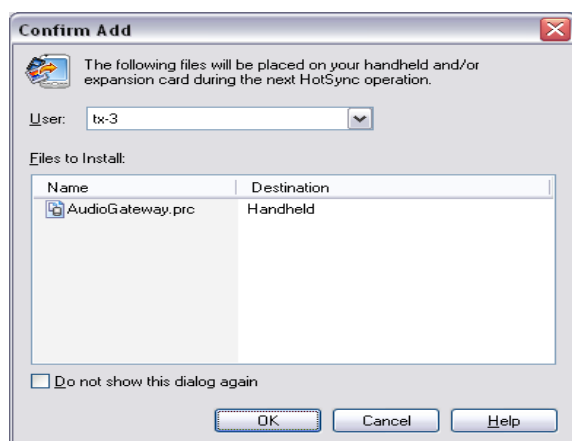 Confirm Add
The following files will be placed on your handheld and/or
expansion card during the next HotSync operation.
User: tx-3
Files to Install:
Name Destination
AudioGateway.prc Handheld
Do not show this dialog again
OK Cancel Help